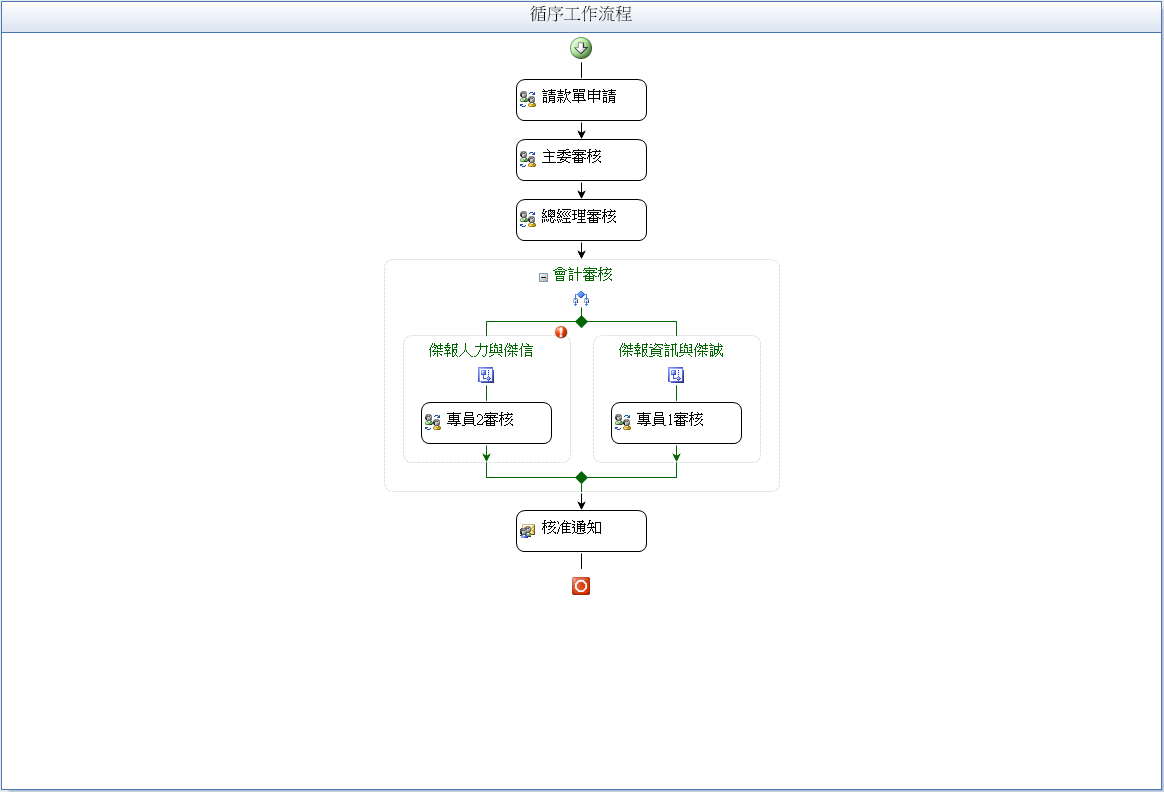 循序工作流程
請款單申請
主委審核
總經理審核
會計審核
傑報人力與傑信
傑報資訊與傑誠
專員2審核
專員1審核
核准通知